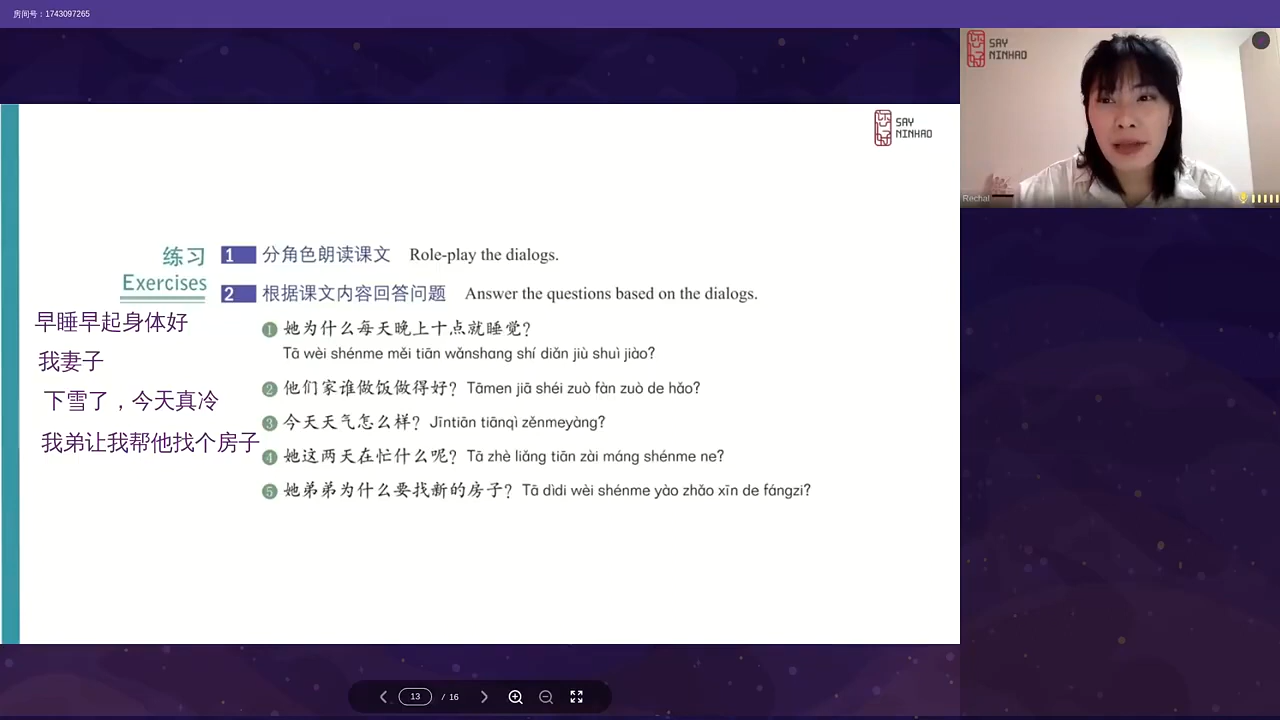 房间号：1743097265
SAY
NINHAO
Rechal
SAY
NINHAO
练习
Exercises
1 分角色朗读课文 Role-play the dialogs.
2 根据课文内容回答问题 Answer the questions based on the dialogs.
早睡早起身体好
1 她为什么每天晚上十点就睡觉？
Tā wèi shénme měi tiān wǎnshang shí diǎn jiù shuì jiào?
我妻子
2 他们家谁做饭做得好？ Tāmen jiā shéi zuò fàn zuò de hǎo?
下雪了，今天真冷
3 今天天气怎么样？ Jīntiān tiānqì zěnmeyàng?
我弟让我帮他找个房子
4 她这两天在忙什么呢？ Tā zhè liǎng tiān zài máng shénme ne?
5 她弟弟为什么要找新的房子？ Tā dìdi wèi shénme yào zhǎo xīn de fángzi?
13 / 16